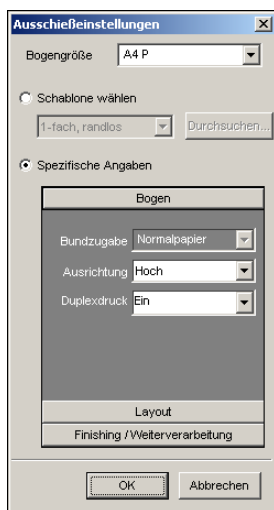 Ausschießeinstellungen
Bogengröße A4 P
Schablone wählen
1-fach, randlos Durchsuchen...
Spezifische Angaben
Bogen
Bundzugabe Normalpapier
Ausrichtung Hoch
Duplexdruck Ein
Layout
Finishing / Weiterverarbeitung
OK Abbrechen